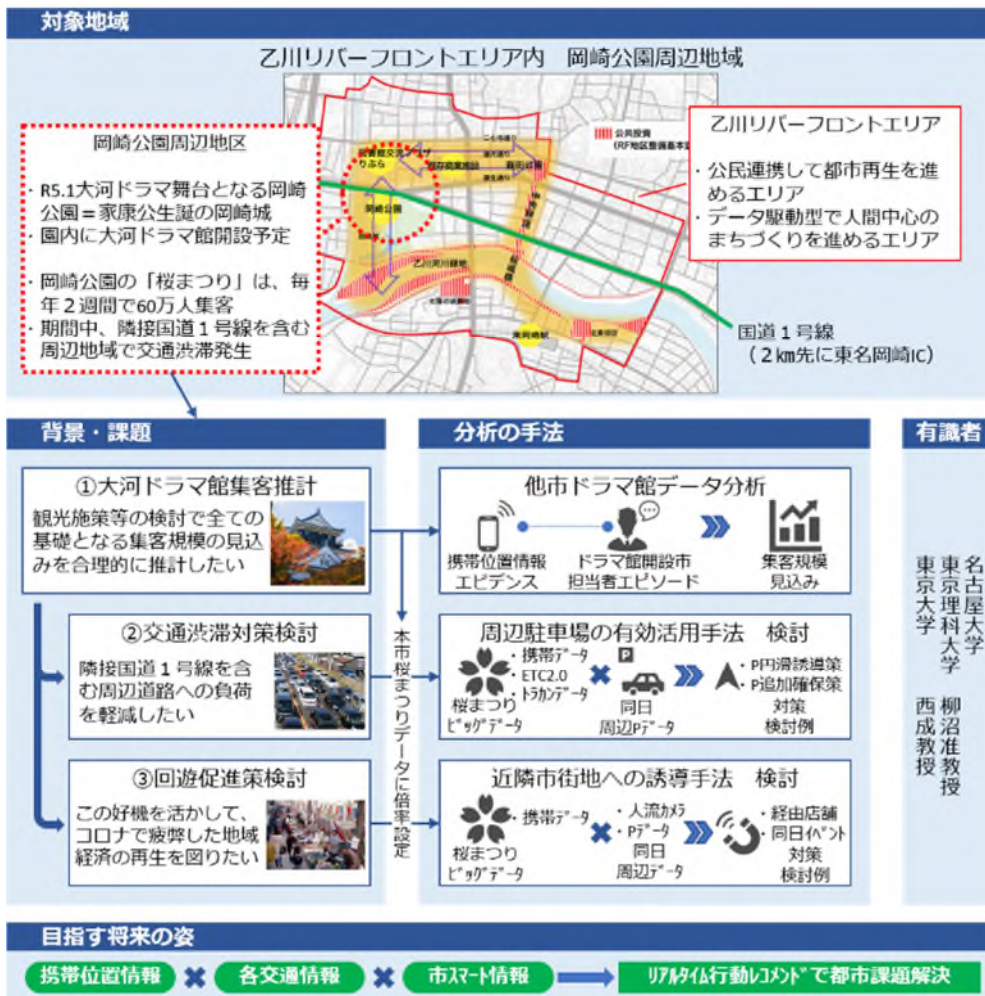 対象地域
乙川リバーフロントエリア内　岡崎公園周辺地域
岡崎公園周辺地区
・R5.1大河ドラマ舞台となる岡崎
公園＝家康公生誕の岡崎城
・園内に大河ドラマ館開設予定
・岡崎公園の「桜まつり」は、毎
年２週間で60万人集客
・期間中、隣接国道１号線を含む
周辺地域で交通渋滞発生
りぶら
岡崎公園
乙川河川緑地
東岡崎駅
公共投資
乙川リバーフロントエリア
・公民連携して都市再生を進
めるエリア
・データ駆動型で人間中心の
まちづくりを進めるエリア
国道１号線
（２km先に東名岡崎IC）
背景・課題
①大河ドラマ館集客推計
観光施策等の検討で全ての
基礎となる集客規模の見込
みを合理的に推計したい
②交通渋滞対策検討
隣接国道１号線を含
む周辺道路への負荷
を軽減したい
③回遊促進策検討
この好機を活かして、
コロナで疲弊した地域
経済の再生を図りたい
本市桜まつりデータに倍率設定
分析の手法
他市ドラマ館データ分析
携帯位置情報
エビデンス
ドラマ館開設市
担当者エピソード
集客規模
見込み
周辺駐車場の有効活用手法　検討
・携帯データ
・ETC2.0
・トラカンデータ
桜まつり
ビッグデータ
P
同日
周辺Pデータ
・P円滑誘導策
・P追加確保策
対策
検討例
近隣市街地への誘導手法　検討
・携帯データ
桜まつり
ビッグデータ
・人流カメラ
・Pデータ
同日
周辺データ
・経由店舗
・同日イベント
対策
検討例
有識者
名古屋大学
東京理科大学　柳沼准教授
東京大学　西成教授
目指す将来の姿
携帯位置情報
各交通情報
市スマート情報
リアルタイム行動レコメンドで都市課題解決